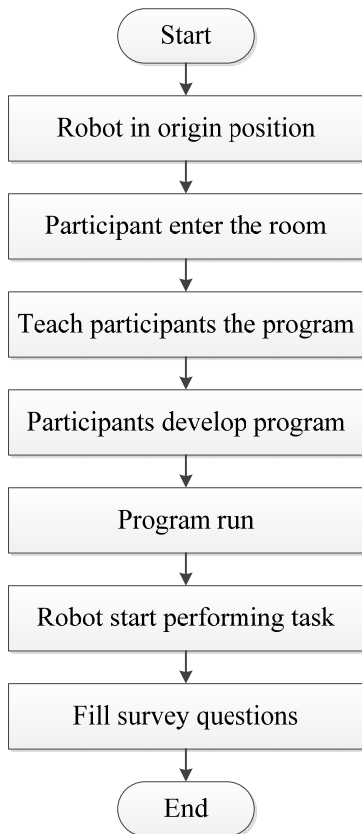 Start
Robot in origin position
Participant enter the room
Teach participants the program
Participants develop program
Program run
Robot start performing task
Fill survey questions
End